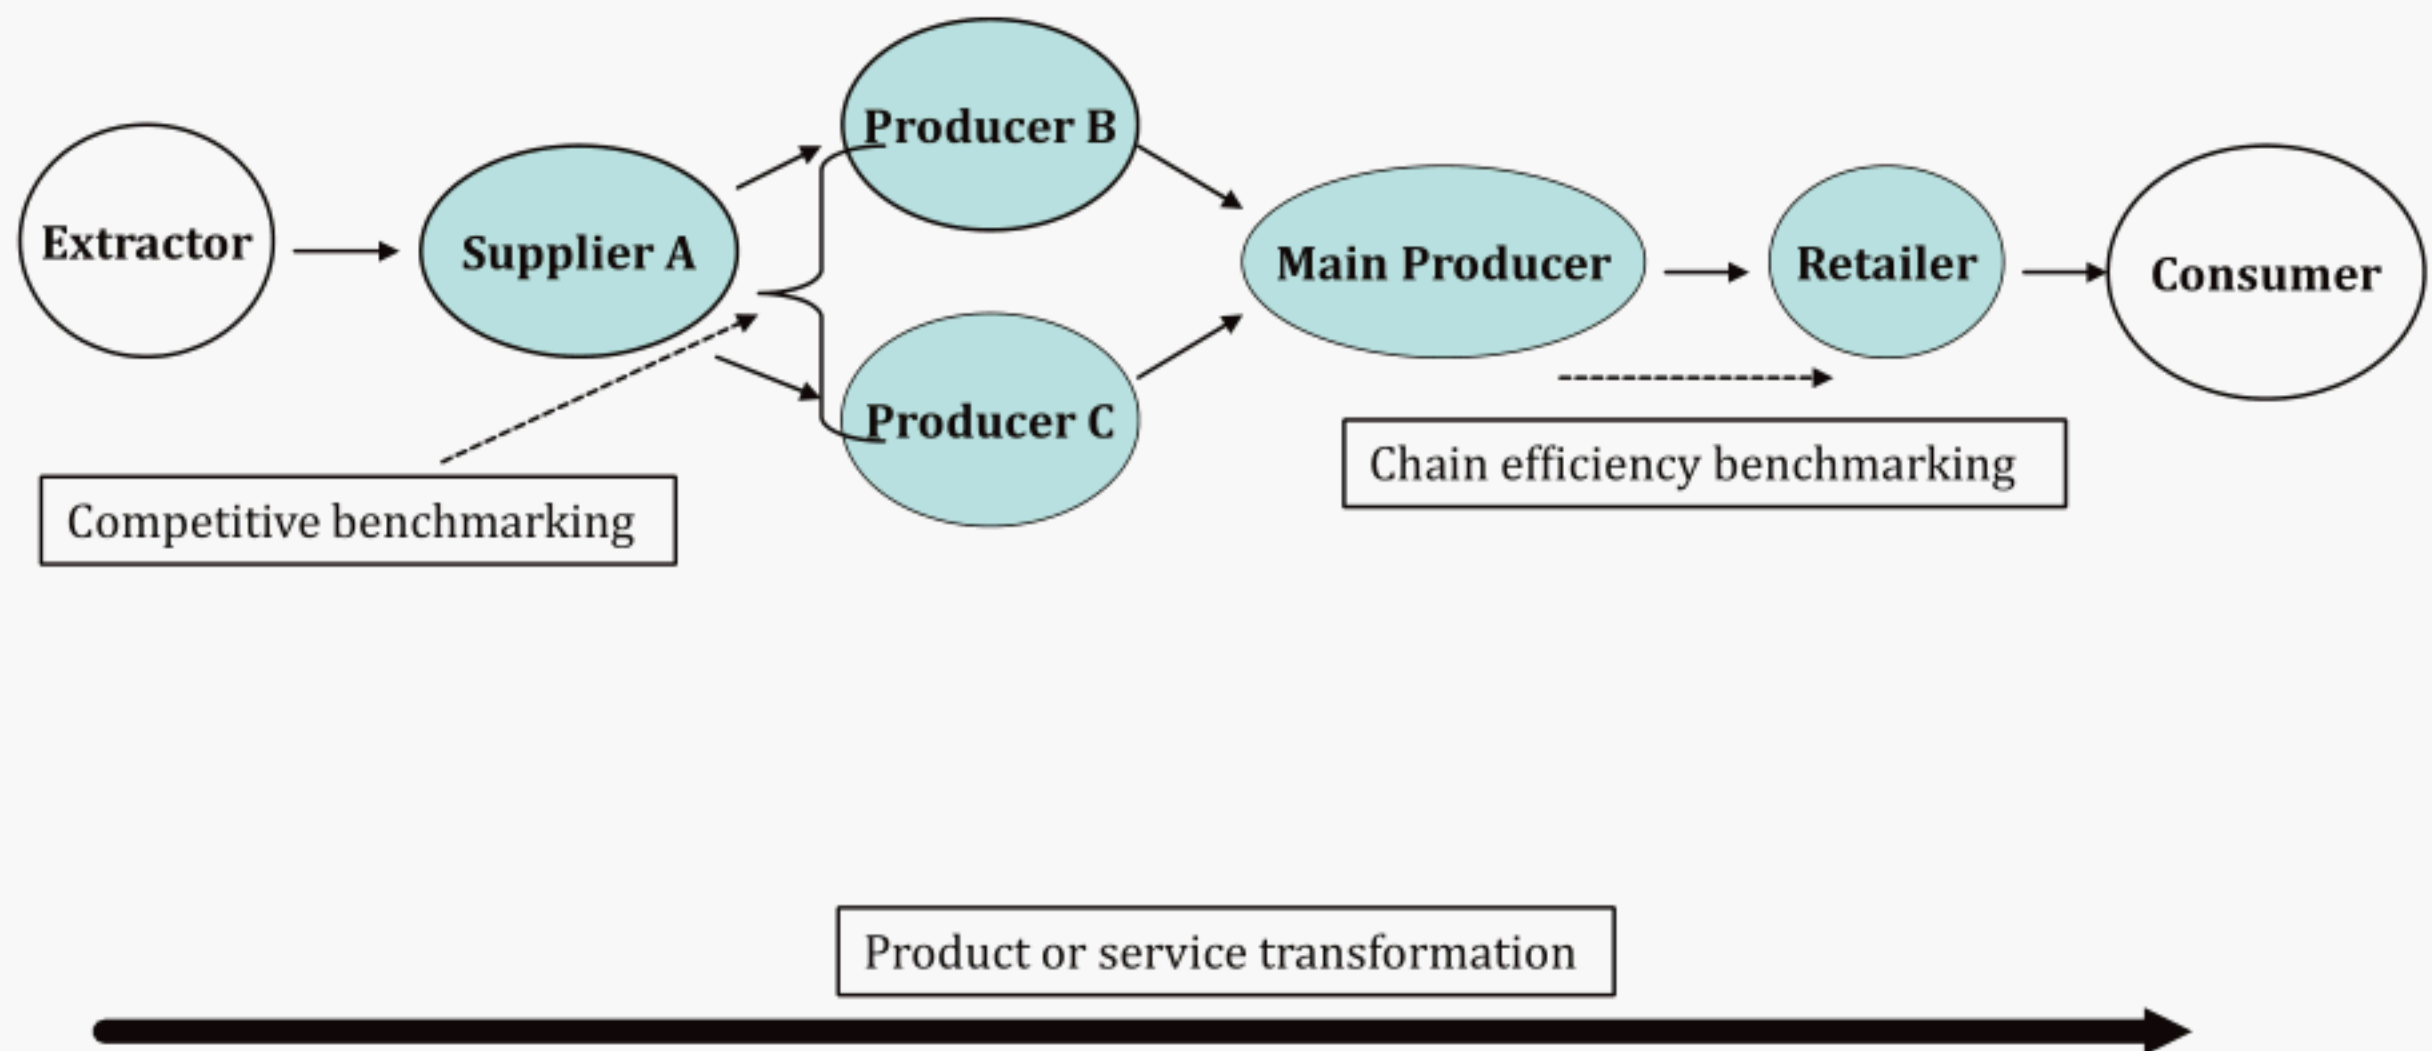 Extractor
Supplier A
Producer B
Producer C
Main Producer
Retailer
Consumer
Competitive benchmarking
Chain efficiency benchmarking
Product or service transformation